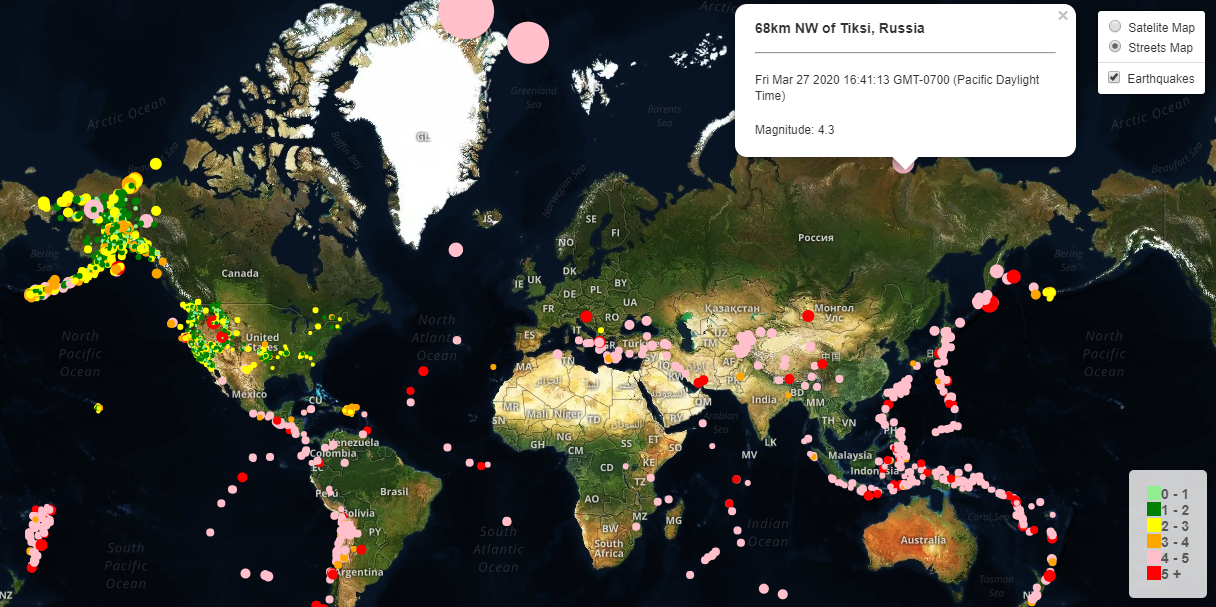 68km NW of Tiksi, Russia
×
Fri Mar 27 2020 16:41:13 GMT-0700 (Pacific Daylight
Time)
Magnitude: 4.3
Satelite Map
Streets Map
Earthquakes
Arctic Ocean
Arctic Ocean
Beaufort Sea
Greenland
Sea
Barents
Sea
Baffin Bay
Norwegian Sea
GL
IS
SE
NO
FI
Россия
Bering
Sea
Bering
Sea
Canada
DK
IE
UK
DE
PL
BY
FR
UA
RO
Қазақстан
Монгол
Улс
North
Pacific
Ocean
North
Atlantic
Ocean
North
Pacific
Ocean
United
ES
IT
GR
UZ
TM
中国
日
MA
TN
AF
PK
Mexico
CU
MR
Mali
Niger
TD
السودان
السعودية
OM
YE
Arabian
Sea
India
BD
MM
SN
TH
VN
PH
LK
MV
Venezuela
Colombia
EC
GH
NG
CM
SS
ET
SO
KE
CD
TZ
Malaysia
Indonesia
Perú
Brasil
Bolivia
PY
AO
MZ
MG
BW
South
Africa
South
Pacific
Ocean
South
Atlantic
Ocean
Indian
Ocean
Coral Sea
Australia
Argentina
Tasman
Sea
NZ
0 - 1
1 - 2
2 - 3
3 - 4
4 - 5
5 +